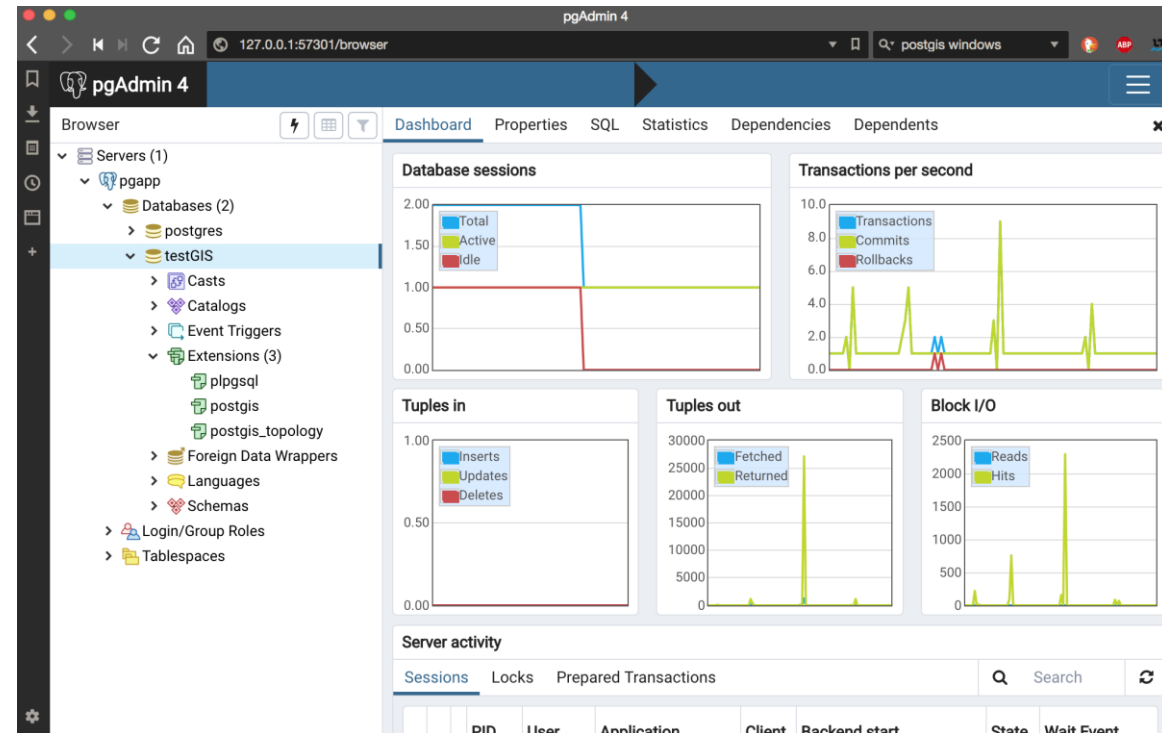 pgAdmin 4
127.0.0.1:57301/browser
postgis windows
ABP
pgAdmin 4
Browser
Dashboard Properties SQL Statistics Dependencies Dependents
Servers (1)
pgapp
Databases (2)
postgres
testGIS
Casts
Catalogs
Event Triggers
Extensions (3)
plpgsql
postgis
postgis_topology
Foreign Data Wrappers
Languages
Schemas
Login/Group Roles
Tablespaces
Database sessions
2.00
1.50
1.00
0.50
0.00
Total
Active
Idle
Transactions per second
10.0
8.0
6.0
4.0
2.0
0.0
Transactions
Commits
Rollbacks
Tuples in
1.00
0.50
0.00
Inserts
Updates
Deletes
Tuples out
30000
25000
20000
15000
10000
5000
0
Fetched
Returned
Block I/O
2500
2000
1500
1000
500
0
Reads
Hits
Server activity
Sessions Locks Prepared Transactions
Search
PID User Application Client Backend start State Wait Event